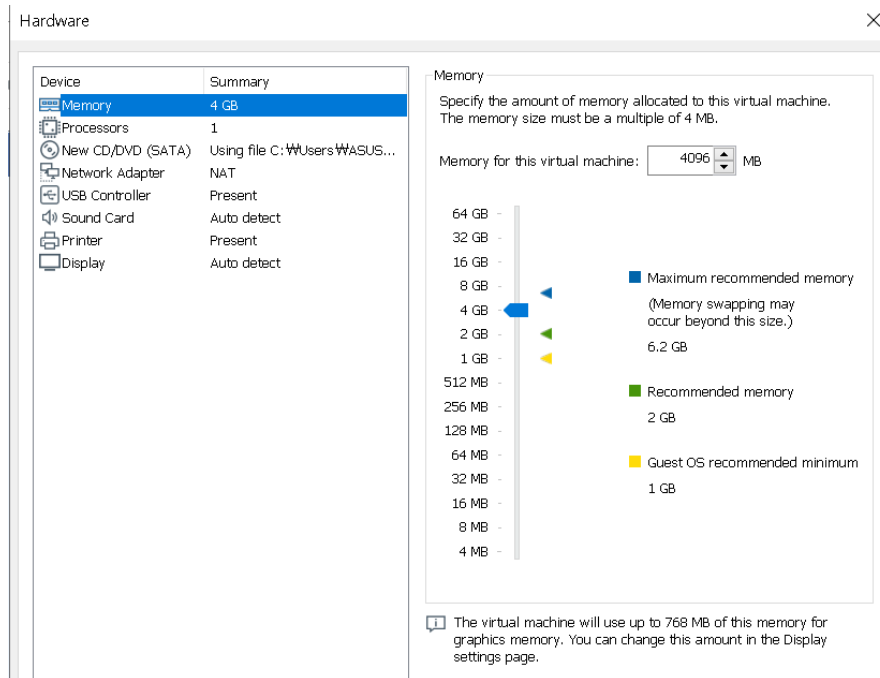 Hardware
Device Summary
Memory 4 GB
Processors 1
New CD/DVD (SATA) Using file C:₩Users₩ASUS...
Network Adapter NAT
USB Controller Present
Sound Card Auto detect
Printer Present
Display Auto detect
Memory
Specify the amount of memory allocated to this virtual machine.
The memory size must be a multiple of 4 MB.
Memory for this virtual machine: 4096 MB
64 GB
32 GB
16 GB
8 GB
4 GB
2 GB
1 GB
512 MB
256 MB
128 MB
64 MB
32 MB
16 MB
8 MB
4 MB
Maximum recommended memory
(Memory swapping may
occur beyond this size.)
6.2 GB
Recommended memory
2 GB
Guest OS recommended minimum
1 GB
The virtual machine will use up to 768 MB of this memory for
graphics memory. You can change this amount in the Display
settings page.